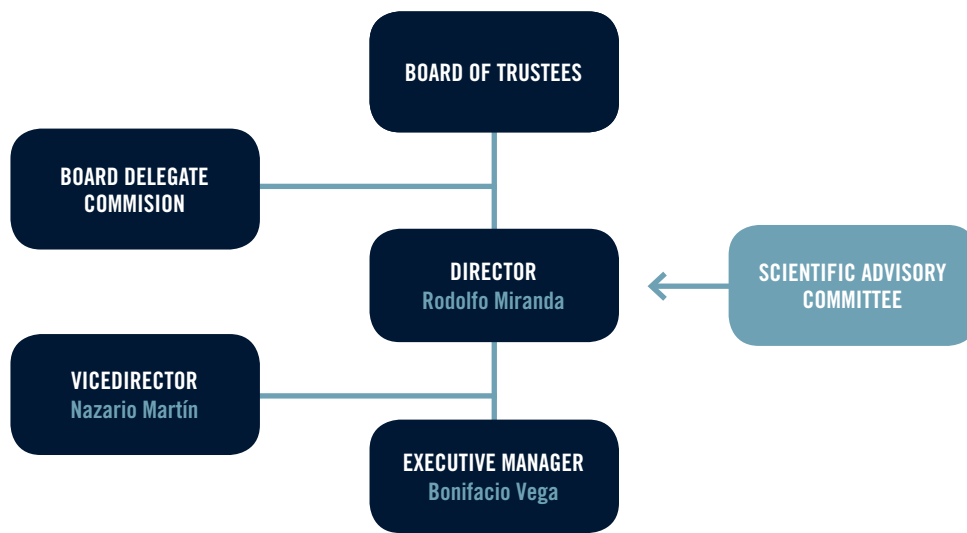 BOARD OF TRUSTEES
BOARD DELEGATE
COMMISION
DIRECTOR
Rodolfo Miranda
SCIENTIFIC ADVISORY
COMMITTEE
VICEDIRECTOR
Nazario Martín
EXECUTIVE MANAGER
Bonifacio Vega